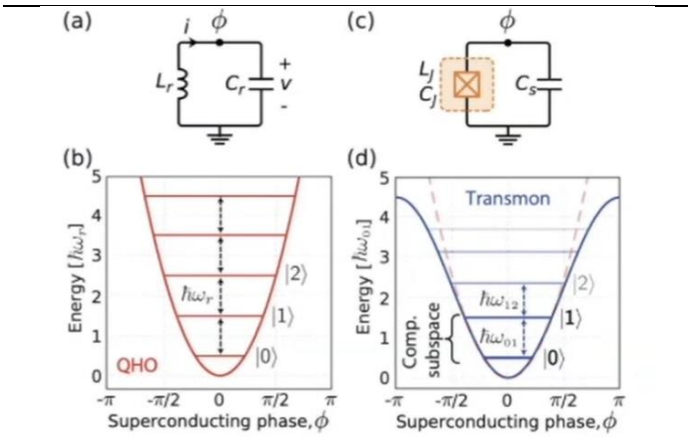 (a)
i
ϕ
L_r
C_r
+
v
-
(c)
ϕ
L_J
C_J
C_s
(b)
5
4
3
2
1
0
Energy [ℏω_r]
ℏω_r
|2⟩
|1⟩
|0⟩
QHO
-π
-π/2
0
π/2
π
Superconducting phase, ϕ
(d)
5
4
3
2
1
0
Energy [ℏω_01]
Transmon
|2⟩
ℏω_12
|1⟩
ℏω_01
|0⟩
Comp.
subspace
-π
-π/2
0
π/2
π
Superconducting phase, ϕ